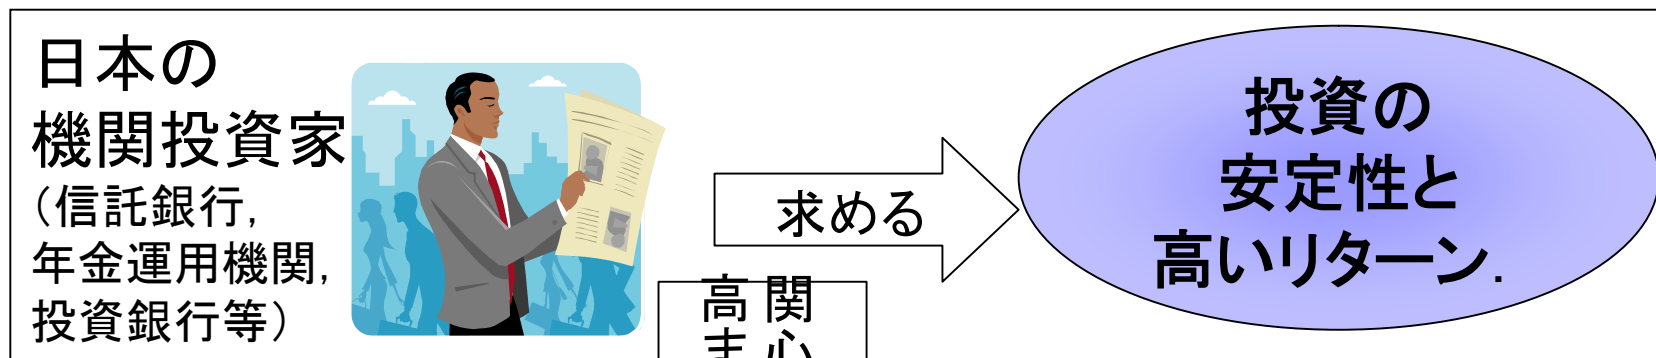 日本の
機関投資家
（信託銀行，
年金運用機関，
投資銀行等）
求める
投資の
安定性と
高いリターン．
関心
高ま